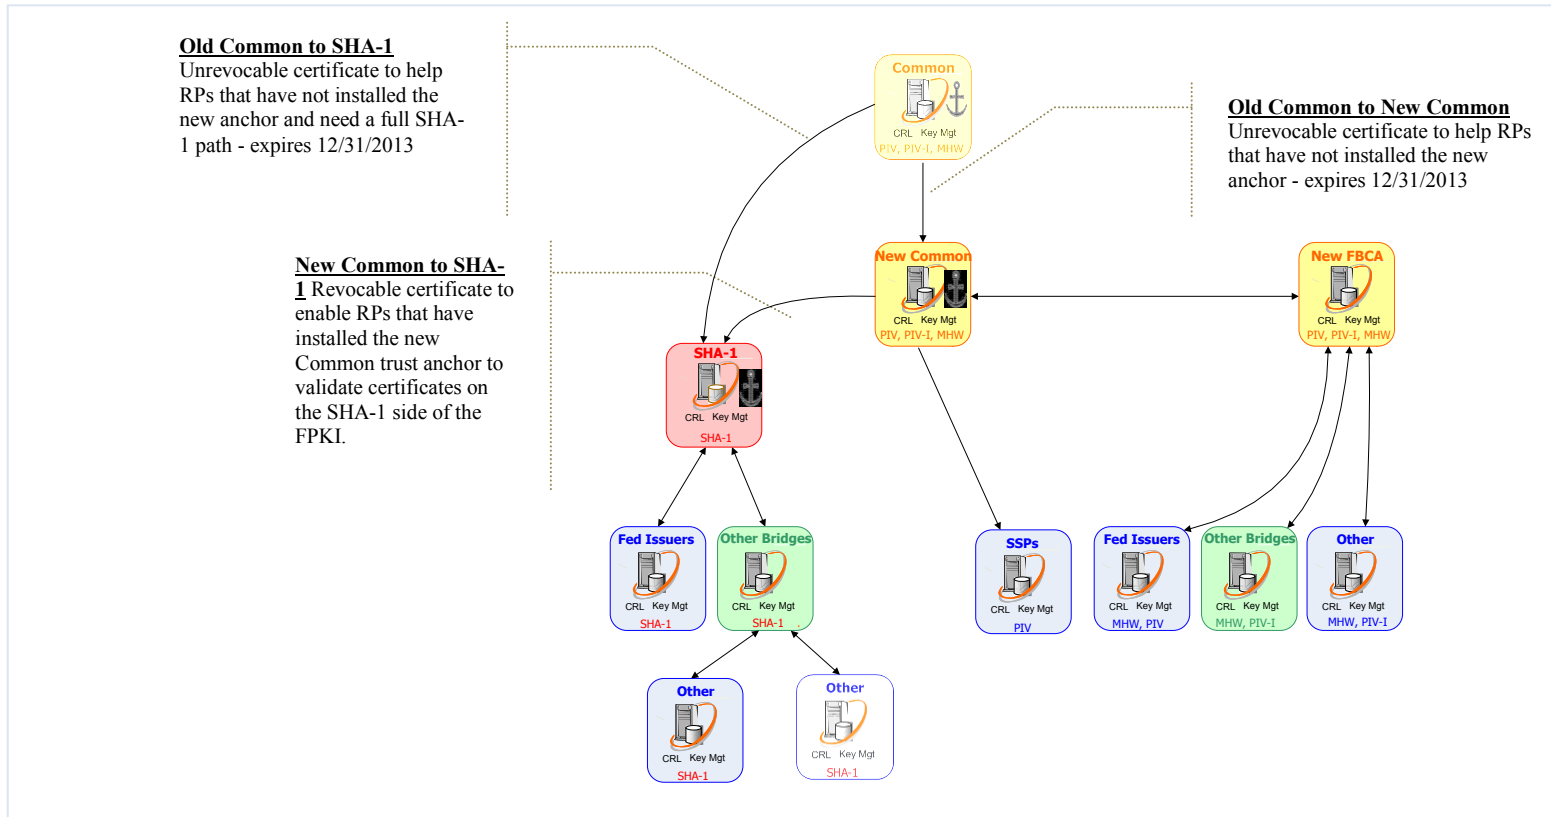 Old Common to SHA-1
Unrevocable certificate to help
RPs that have not installed the
new anchor and need a full SHA-
1 path - expires 12/31/2013
Common
CRL Key Mgt
PIV, PIV-I, MHW
Old Common to New Common
Unrevocable certificate to help RPs
that have not installed the new
anchor - expires 12/31/2013
New Common to SHA-
1 Revocable certificate to
enable RPs that have
installed the new
Common trust anchor to
validate certificates on
the SHA-1 side of the
FPKI.
New Common
CRL Key Mgt
PIV, PIV-I, MHW
New FBCA
CRL Key Mgt
PIV, PIV-I, MHW
SHA-1
CRL Key Mgt
SHA-1
Fed Issuers
CRL Key Mgt
SHA-1
Other Bridges
CRL Key Mgt
SHA-1 .
SSPs
CRL Key Mgt
PIV
Fed Issuers
CRL Key Mgt
MHW, PIV
Other Bridges
CRL Key Mgt
MHW, PIV-I
Other
CRL Key Mgt
MHW, PIV-I
Other
CRL Key Mgt
SHA-1
Other
CRL Key Mgt
SHA-1